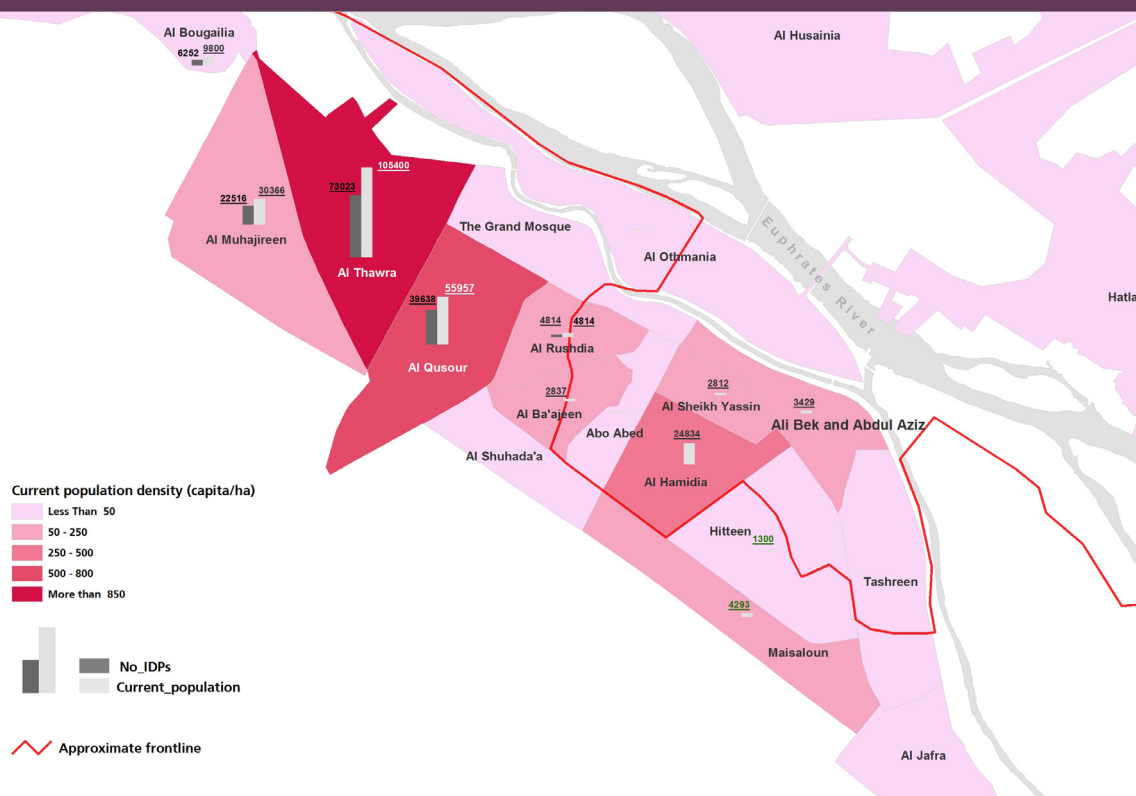 Al Bougailia
6252 9800
Al Husainia
105400
73023
22516 30366
Al Muhajireen
Al Thawra
The Grand Mosque
Al Othmania
Euphrates River
Hatla
39638 55957
Al Qusour
4814 4814
Al Rushdia
2837
Al Ba'ajeen
2812
Al Sheikh Yassin
3429
Ali Bek and Abdul Aziz
Abo Abed
24834
Al Hamidia
Al Shuhada'a
Hitteen 1300
Tashreen
4293
Maisaloun
Al Jafra
Current population density (capita/ha)
Less Than 50
50 - 250
250 - 500
500 - 800
More than 850
No_IDPs
Current_population
Approximate frontline